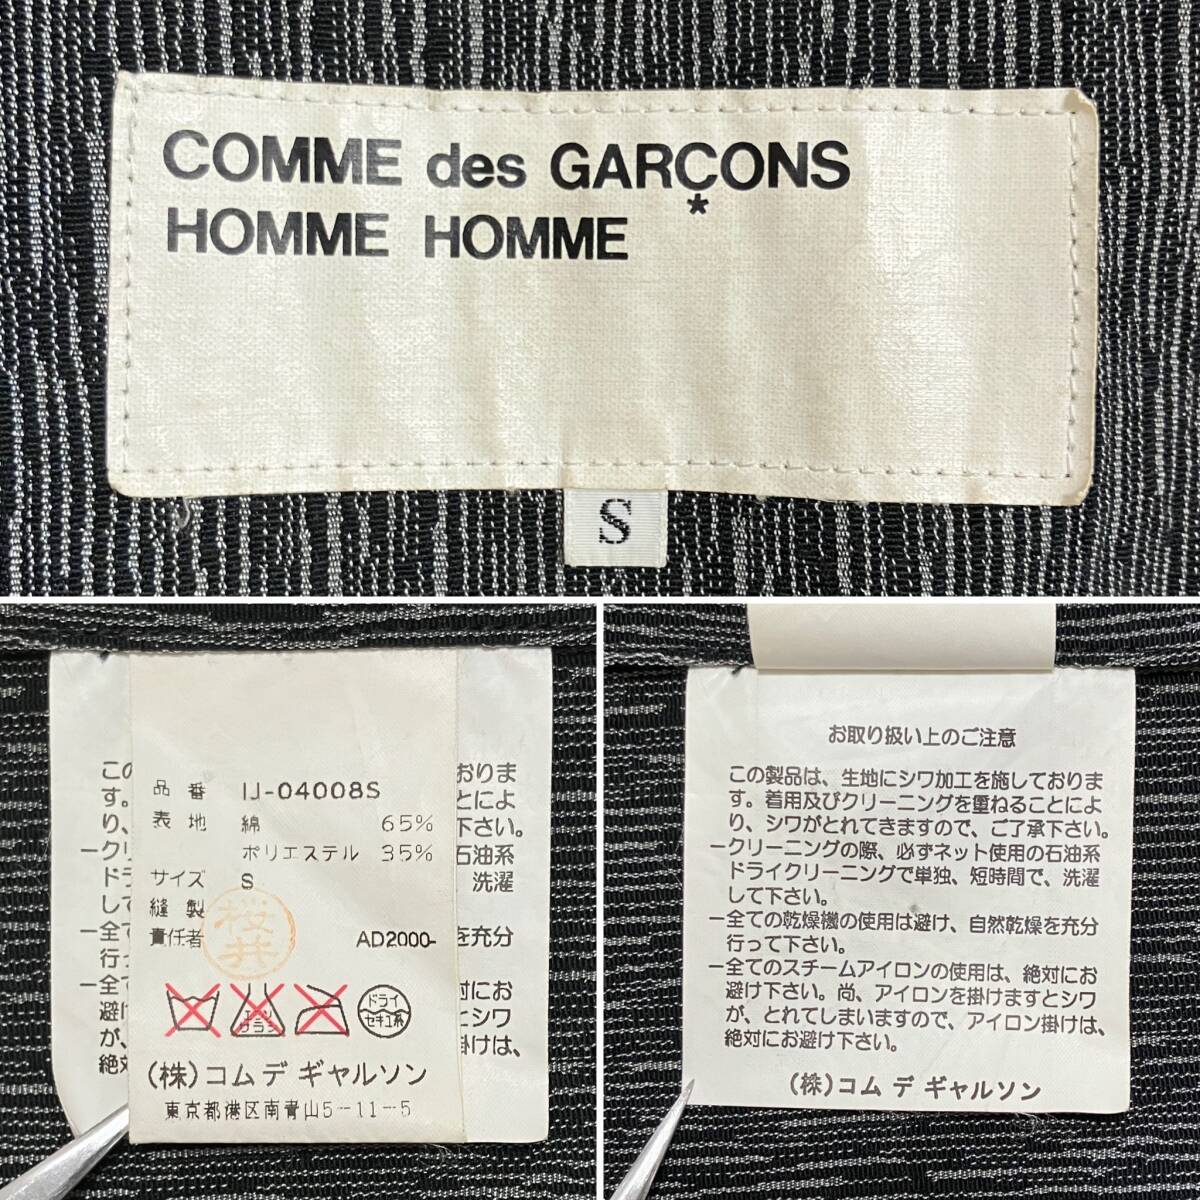 COMME des GARÇONS
*
HOMME HOMME
S
品番 IJ-04008S
表地 綿 65%
ポリエステル 35%
サイズ S
縫製
責任者 桜井
AD2000-
エンソ
サラシ
ドライ
セキユ系
(株)コム デ ギャルソン
東京都港区南青山5-11-5
この
おりま
す。
とによ
り、
下さい。
ークリ
石油系
ドラ
洗濯
して
ー全て
を充分
行っ
ー全て
対にお
避け
とシワ
が、
掛けは、
絶対
お取り扱い上のご注意
この製品は、生地にシワ加工を施しております。
着用及びクリーニングを重ねることによ
り、シワがとれてきますので、ご了承下さい。
ークリーニングの際、必ずネット使用の石油系
ドライクリーニングで単独、短時間で、洗濯
して下さい。
ー全ての乾燥機の使用は避け、自然乾燥を充分
行って下さい。
ー全てのスチームアイロンの使用は、絶対にお
避け下さい。尚、アイロンを掛けますとシワ
が、とれてしまいますので、アイロン掛けは、
絶対にお避け下さい。
(株)コム デ ギャルソン